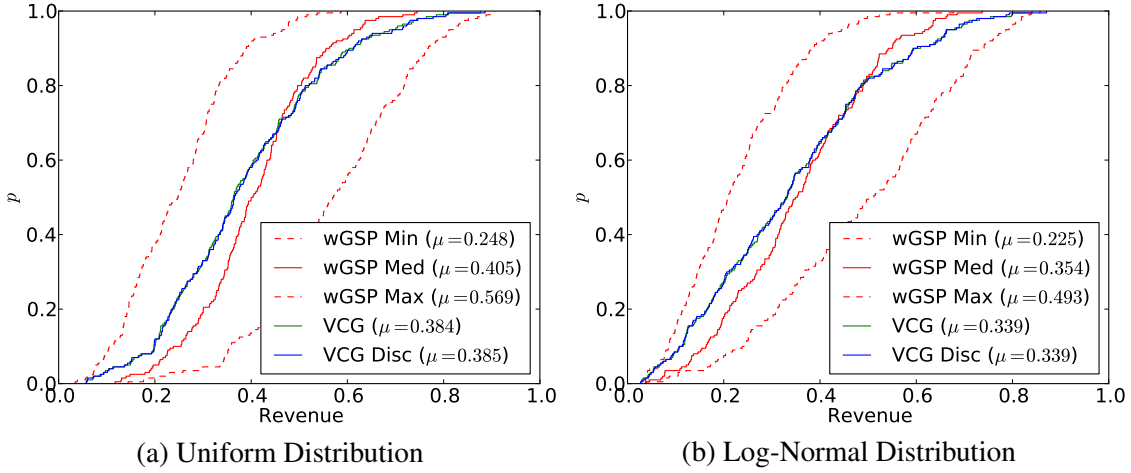 1.0
0.8
0.6
0.4
0.2
0.0
p
0.0 0.2 0.4 0.6 0.8 1.0
Revenue
wGSP Min (μ=0.248)
wGSP Med (μ=0.405)
wGSP Max (μ=0.569)
VCG (μ=0.384)
VCG Disc (μ=0.385)
(a) Uniform Distribution
1.0
0.8
0.6
0.4
0.2
0.0
p
0.0 0.2 0.4 0.6 0.8 1.0
Revenue
wGSP Min (μ=0.225)
wGSP Med (μ=0.354)
wGSP Max (μ=0.493)
VCG (μ=0.339)
VCG Disc (μ=0.339)
(b) Log-Normal Distribution